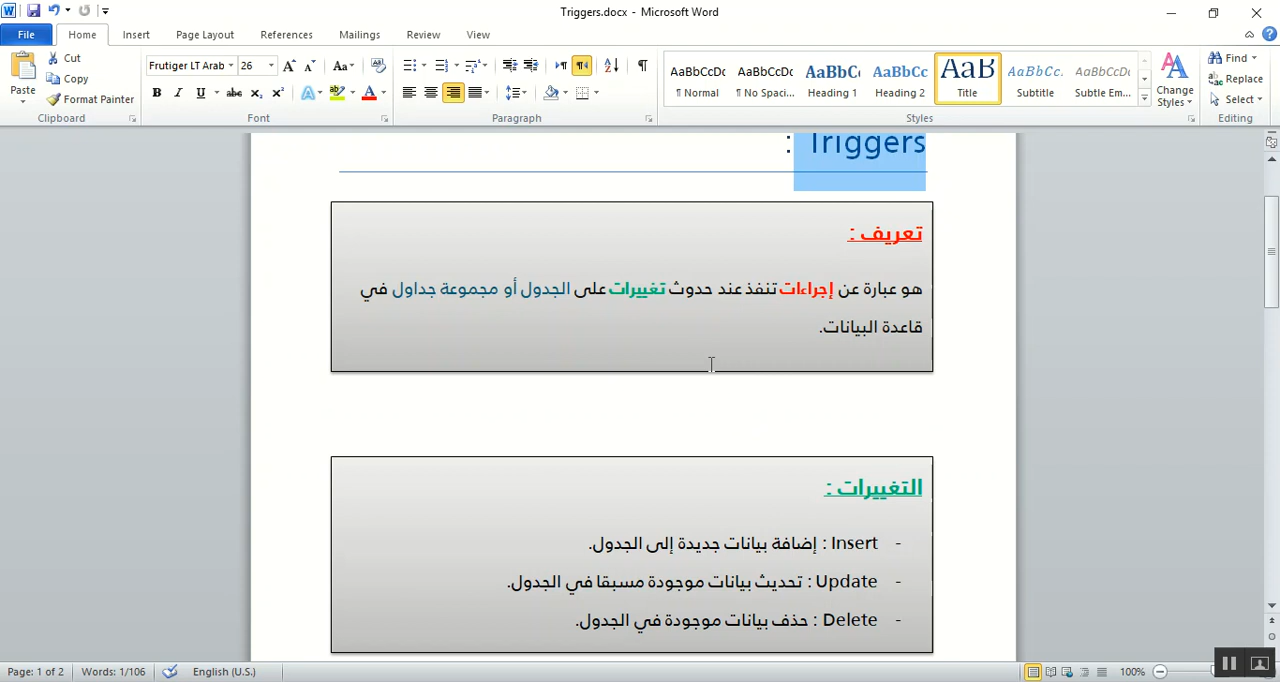 Triggers.docx - Microsoft Word
File Home Insert Page Layout References Mailings Review View
Paste
Cut
Copy
Format Painter
Clipboard
Frutiger LT Arab 26
Font
Paragraph
AaBbCcDc AaBbCcDc AaBbCc AaBbCc AaB AaBbCc. AaBbCcDc
¶ Normal ¶ No Spaci... Heading 1 Heading 2 Title Subtitle Subtle Em...
Change Styles
Styles
Find
Replace
Select
Editing
Triggers :
تعريف :
هو عبارة عن إجراءات تنفذ عند حدوث تغييرات على الجدول أو مجموعة جداول في
قاعدة البيانات.
التغييرات :
- Insert : إضافة بيانات جديدة إلى الجدول.
- Update : تحديث بيانات موجودة مسبقا في الجدول.
- Delete : حذف بيانات موجودة في الجدول.
Page: 1 of 2 Words: 1/106 English (U.S.) 100%